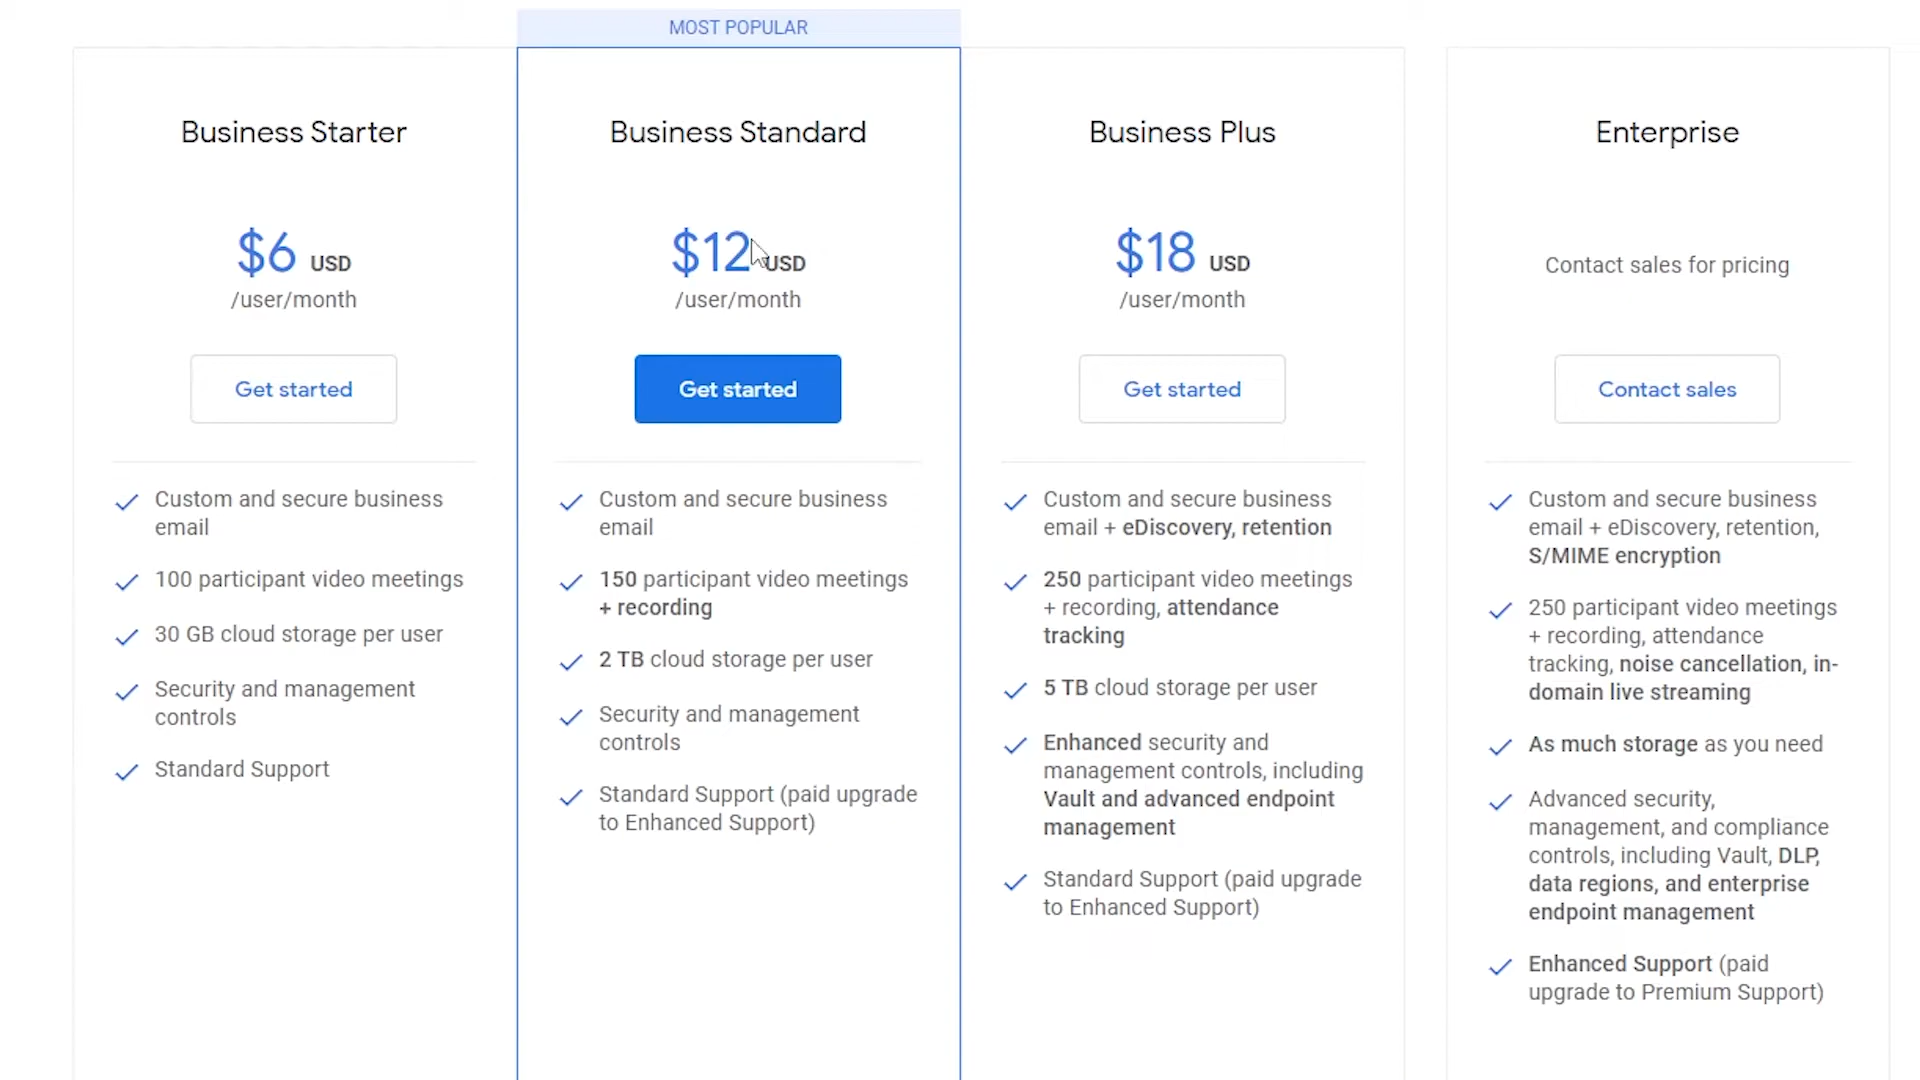 MOST POPULAR
Business Starter
$6 USD
/user/month
Get started
Custom and secure business
email
100 participant video meetings
30 GB cloud storage per user
Security and management
controls
Standard Support
Business Standard
$12 USD
/user/month
Get started
Custom and secure business
email
150 participant video meetings
+ recording
2 TB cloud storage per user
Security and management
controls
Standard Support (paid upgrade
to Enhanced Support)
Business Plus
$18 USD
/user/month
Get started
Custom and secure business
email + eDiscovery, retention
250 participant video meetings
+ recording, attendance
tracking
5 TB cloud storage per user
Enhanced security and
management controls, including
Vault and advanced endpoint
management
Standard Support (paid upgrade
to Enhanced Support)
Enterprise
Contact sales for pricing
Contact sales
Custom and secure business
email + eDiscovery, retention,
S/MIME encryption
250 participant video meetings
+ recording, attendance
tracking, noise cancellation, in-
domain live streaming
As much storage as you need
Advanced security,
management, and compliance
controls, including Vault, DLP,
data regions, and enterprise
endpoint management
Enhanced Support (paid
upgrade to Premium Support)